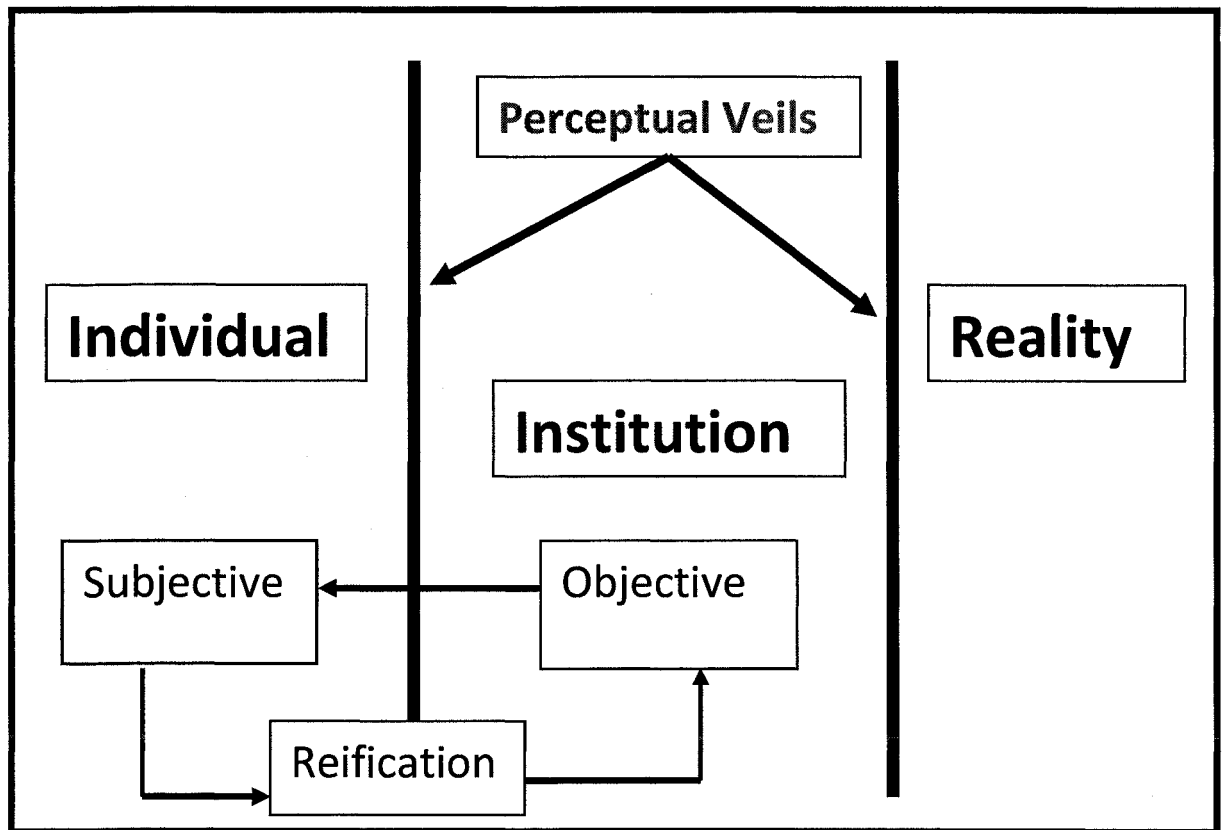 Perceptual Veils
Individual
Reality
Institution
Subjective
Objective
Reification